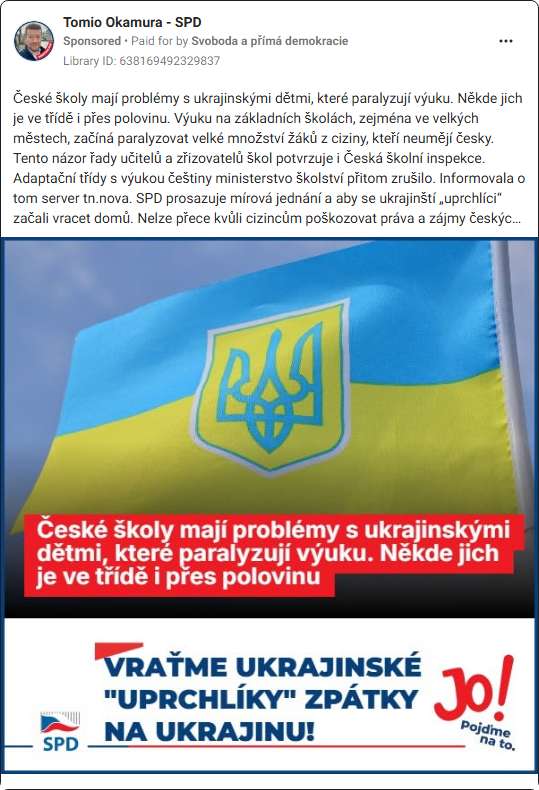 Tomio Okamura - SPD
Sponsored • Paid for by Svoboda a přímá demokracie
Library ID: 638169492329837
České školy mají problémy s ukrajinskými dětmi, které paralyzují výuku. Někde jich
je ve třídě i přes polovinu. Výuku na základních školách, zejména ve velkých
městech, začíná paralyzovat velké množství žáků z ciziny, kteří neumějí česky.
Tento názor řady učitelů a zřizovatelů škol potvrzuje i Česká školní inspekce.
Adaptační třídy s výukou češtiny ministerstvo školství přitom zrušilo. Informovala o
tom server tn.nova. SPD prosazuje mírová jednání a aby se ukrajinští „uprchlíci“
začali vracet domů. Nelze přece kvůli cizincům poškozovat práva a zájmy českýc...
České školy mají problémy s ukrajinskými
dětmi, které paralyzují výuku. Někde jich
je ve třídě i přes polovinu
VRAŤME UKRAJINSKÉ
"UPRCHLÍKY" ZPÁTKY
NA UKRAJINU!
SPD
Jo!
Pojďme
na to.